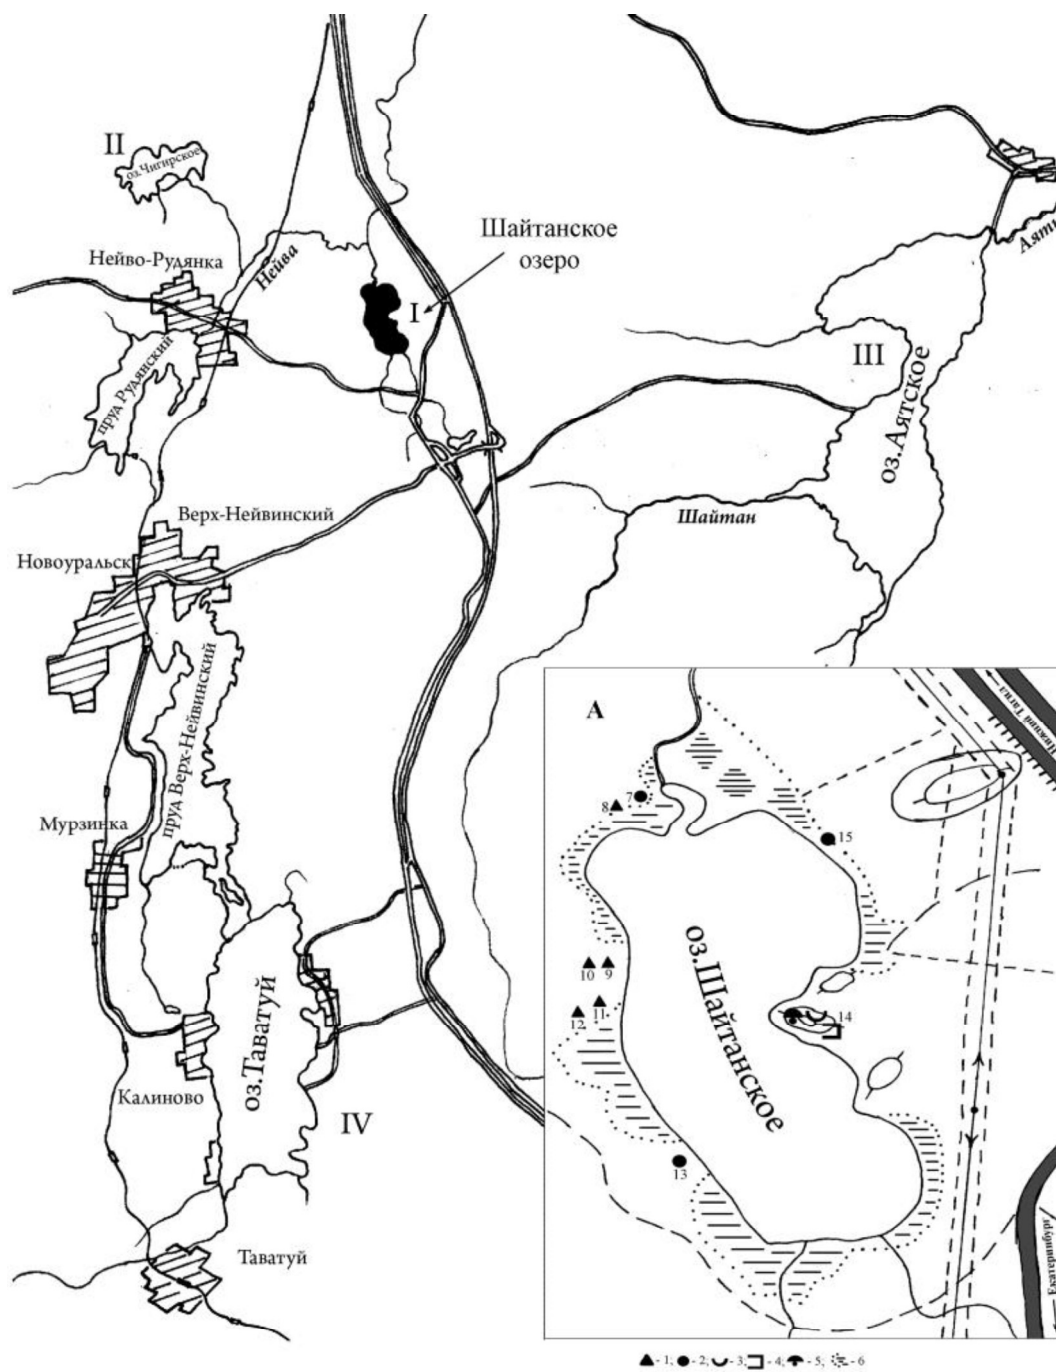 II
оз.Чигирское
Шайтанское
озеро
Нейво-Рудянка
Нейва
I
Аять
III
пруд Рудянский
оз.Аятское
Верх-Нейвинский
Шайтан
Новоуральск
пруд Верх-Нейвинский
Мурзинка
оз.Таватуй
Калиново
IV
Таватуй
А
Нижний Тагил
7
8
15
10
9
11
12
14
оз.Шайтанское
13
Екатеринбург
- 1; - 2; - 3; - 4; - 5; - 6